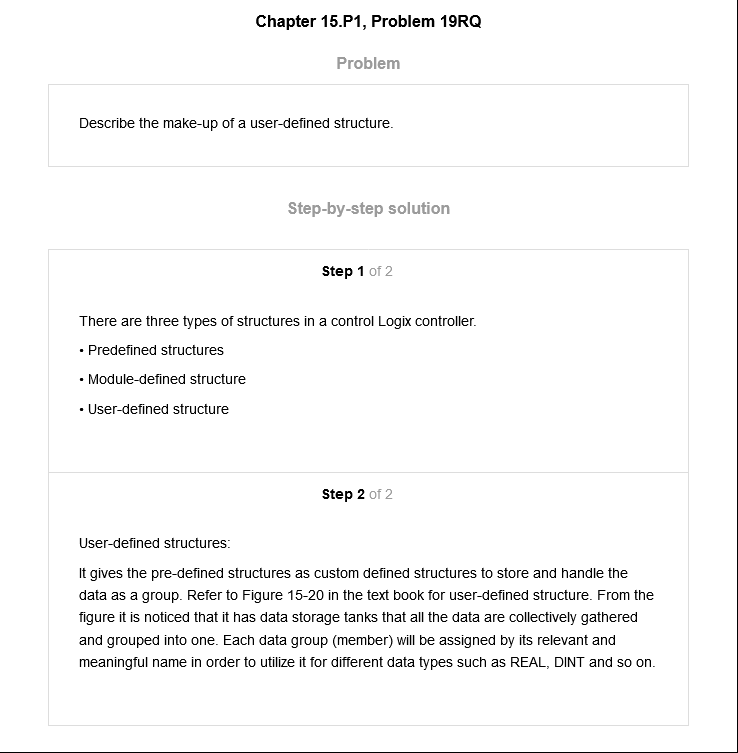 Chapter 15.P1, Problem 19RQ
Problem
Describe the make-up of a user-defined structure.
Step-by-step solution
Step 1 of 2
There are three types of structures in a control Logix controller.
• Predefined structures
• Module-defined structure
• User-defined structure
Step 2 of 2
User-defined structures:
It gives the pre-defined structures as custom defined structures to store and handle the
data as a group. Refer to Figure 15-20 in the text book for user-defined structure. From the
figure it is noticed that it has data storage tanks that all the data are collectively gathered
and grouped into one. Each data group (member) will be assigned by its relevant and
meaningful name in order to utilize it for different data types such as REAL, DINT and so on.